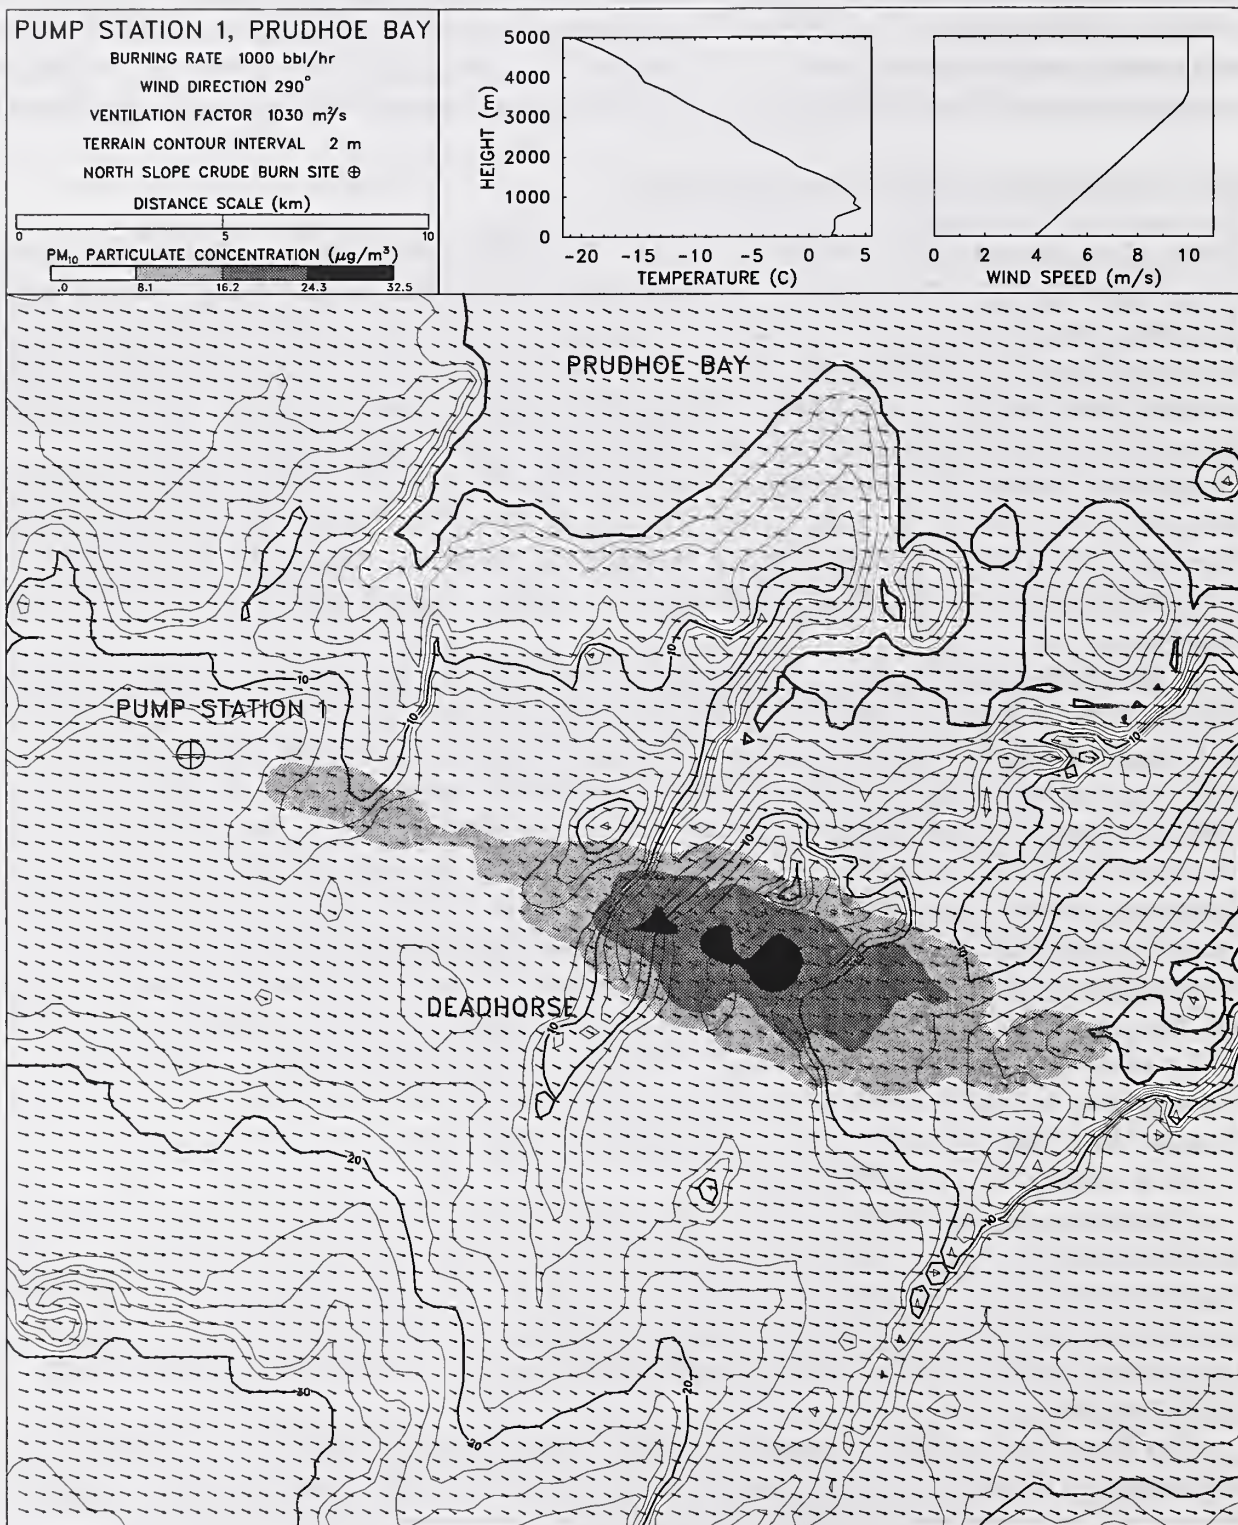 PUMP STATION 1, PRUDHOE BAY
BURNING RATE 1000 bbl/hr
WIND DIRECTION 290°
VENTILATION FACTOR 1030 m²/s
TERRAIN CONTOUR INTERVAL 2 m
NORTH SLOPE CRUDE BURN SITE ⊕
DISTANCE SCALE (km)
0 5 10
PM₁₀ PARTICULATE CONCENTRATION (μg/m³)
.0 8.1 16.2 24.3 32.5
HEIGHT (m)
5000
4000
3000
2000
1000
0
-20 -15 -10 -5 0 5
TEMPERATURE (C)
0 2 4 6 8 10
WIND SPEED (m/s)
PRUDHOE BAY
10
10
PUMP STATION 1
10
10
10
10
DEADHORSE
10
20
10
20
30
20